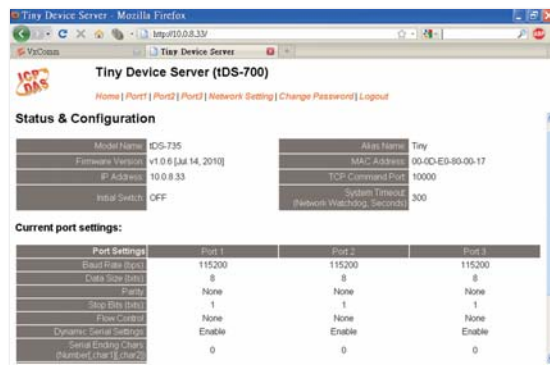 Tiny Device Server - Mozilla Firefox
http://10.0.8.33/
VxComm
Tiny Device Server
ICP DAS
Tiny Device Server (tDS-700)
Home | Port1 | Port2 | Port3 | Network Setting | Change Password | Logout
Status & Configuration
Model Name tDS-735 Alias Name Tiny
Firmware Version v1.0.6 [Jul.14, 2010] MAC Address 00-0D-E0-80-00-17
IP Address 10.0.8.33 TCP Command Port 10000
Initial Switch OFF System Timeout (Network Watchdog, Seconds) 300
Current port settings:
Port Settings Port 1 Port 2 Port 3
Baud Rate (bps) 115200 115200 115200
Data Size (bits) 8 8 8
Parity None None None
Stop Bits (bits) 1 1 1
Flow Control None None None
Dynamic Serial Settings Enable Enable Enable
Serial Ending Chars (Number[,char1][,char2]) 0 0 0